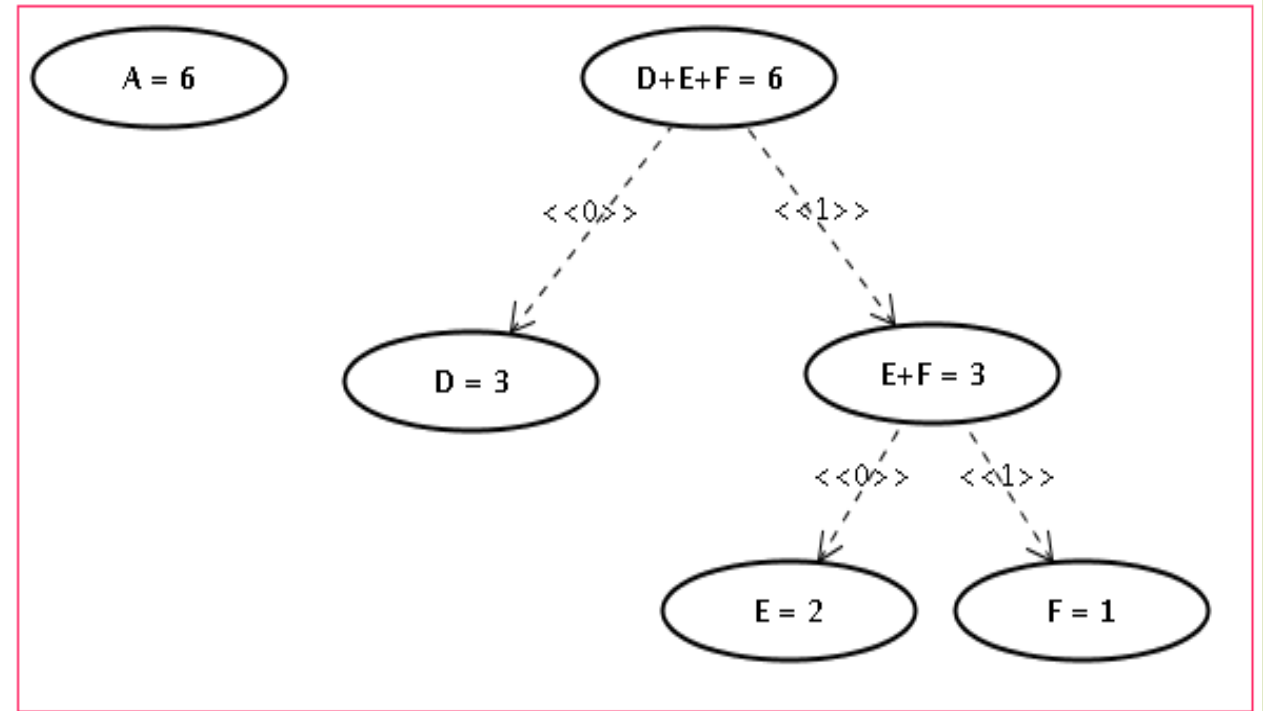 A = 6
D+E+F = 6
<<0>>
<<1>>
D = 3
E+F = 3
<<0>>
<<1>>
E = 2
F = 1